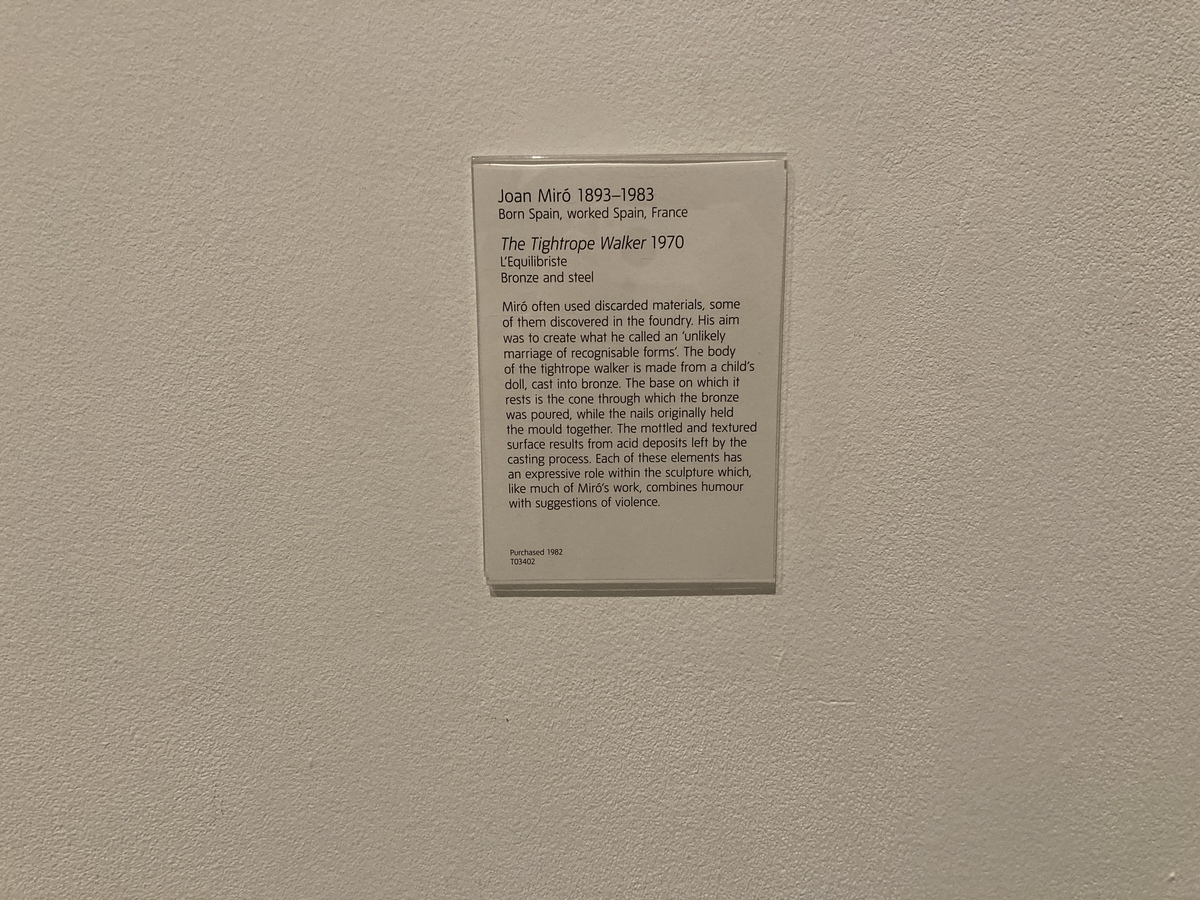 Joan Miró 1893–1983
Born Spain, worked Spain, France
The Tightrope Walker 1970
L'Equilibriste
Bronze and steel
Miró often used discarded materials, some
of them discovered in the foundry. His aim
was to create what he called an 'unlikely
marriage of recognisable forms'. The body
of the tightrope walker is made from a child's
doll, cast into bronze. The base on which it
rests is the cone through which the bronze
was poured, while the nails originally held
the mould together. The mottled and textured
surface results from acid deposits left by the
casting process. Each of these elements has
an expressive role within the sculpture which,
like much of Miró's work, combines humour
with suggestions of violence.
Purchased 1982
T03402